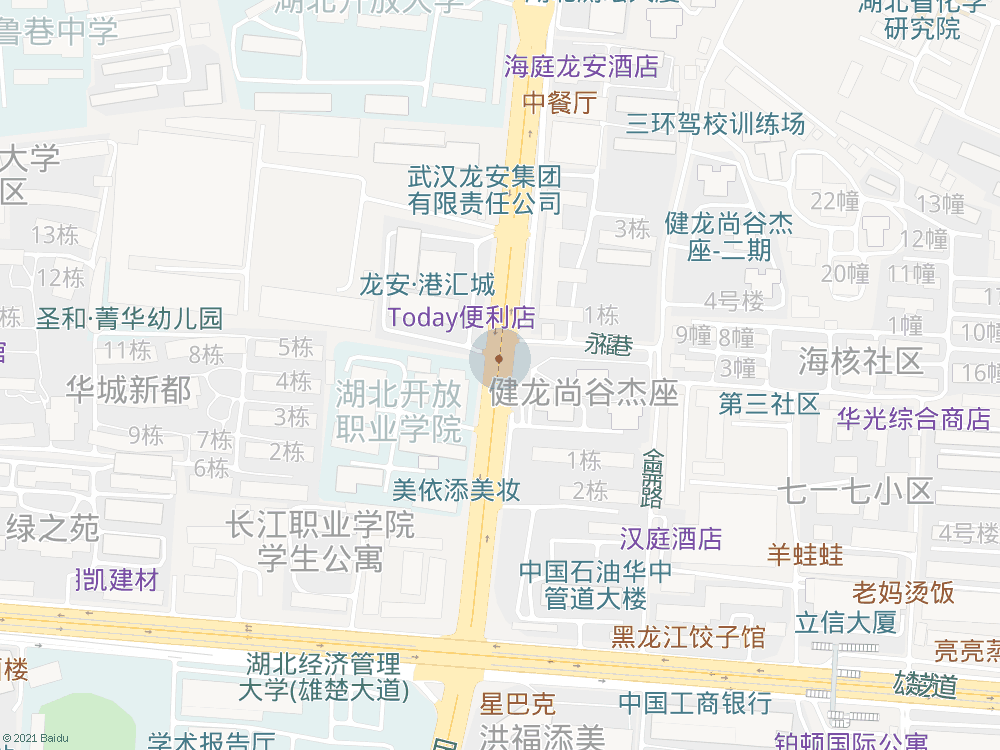 湖北开放大学
鲁巷中学
研究院
海庭龙安酒店
中餐厅
三环驾校训练场
大学
区
武汉龙安集团
有限责任公司
22幢
13幢
3栋
健龙尚谷杰
座-二期
13栋
12幢
12栋
20幢
11幢
龙安·港汇城
4号楼
栋
圣和·菁华幼儿园
Today便利店
1栋
1幢
9幢
8幢
10幢
永福巷
11栋
8栋
5栋
3幢
海核社区
16幢
华城新都
4栋
湖北开放
职业学院
健龙尚谷杰座
第三社区
华光综合商店
3栋
9栋
7栋
2栋
6栋
1栋
2栋
美依添美妆
七一七小区
绿之苑
长江职业学院
学生公寓
汉庭酒店
4号楼
羊蛙蛙
凯建材
中国石油华中
管道大楼
老妈烫饭
立信大厦
黑龙江饺子馆
亮亮蒸
湖北经济管理
大学(雄楚大道)
雄楚大道
星巴克
中国工商银行
洪福添美
学术报告厅
铂顿国际公寓
© 2021 Baidu